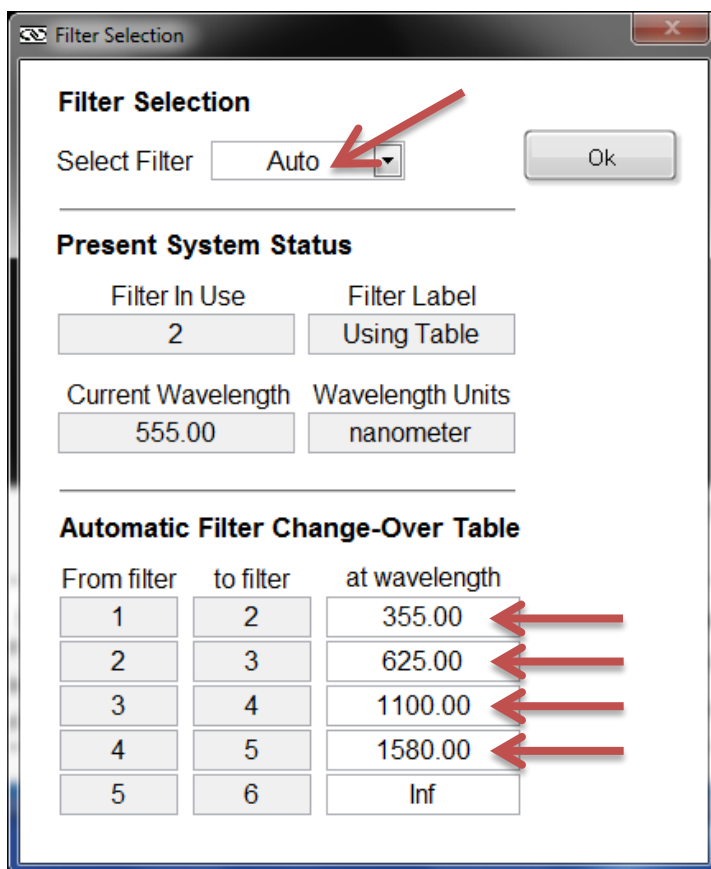 Filter Selection
Filter Selection
Select Filter Auto Ok
Present System Status
Filter In Use Filter Label
2 Using Table
Current Wavelength Wavelength Units
555.00 nanometer
Automatic Filter Change-Over Table
From filter to filter at wavelength
1 2 355.00
2 3 625.00
3 4 1100.00
4 5 1580.00
5 6 Inf